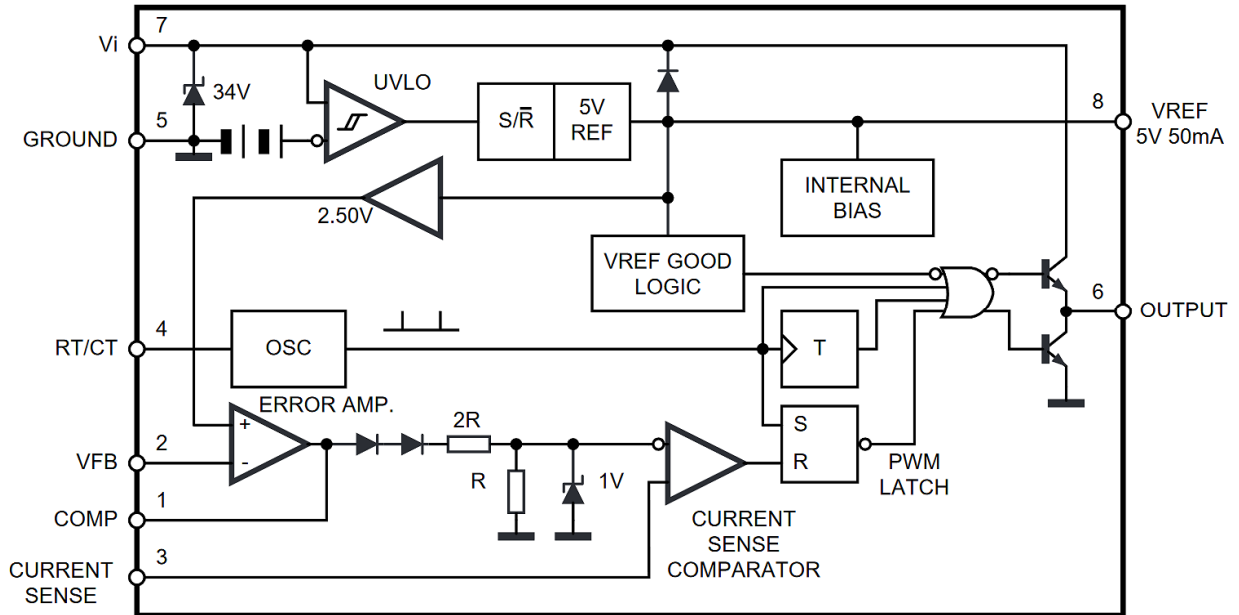 7
Vi
UVLO
34V
S/R̅
5V
REF
8
VREF
5V 50mA
5
GROUND
INTERNAL
BIAS
2.50V
VREF GOOD
LOGIC
6
OUTPUT
4
RT/CT
OSC
T
ERROR AMP.
+
-
2R
S
R
2
VFB
R
1V
PWM
LATCH
1
COMP
CURRENT
SENSE
COMPARATOR
3
CURRENT
SENSE